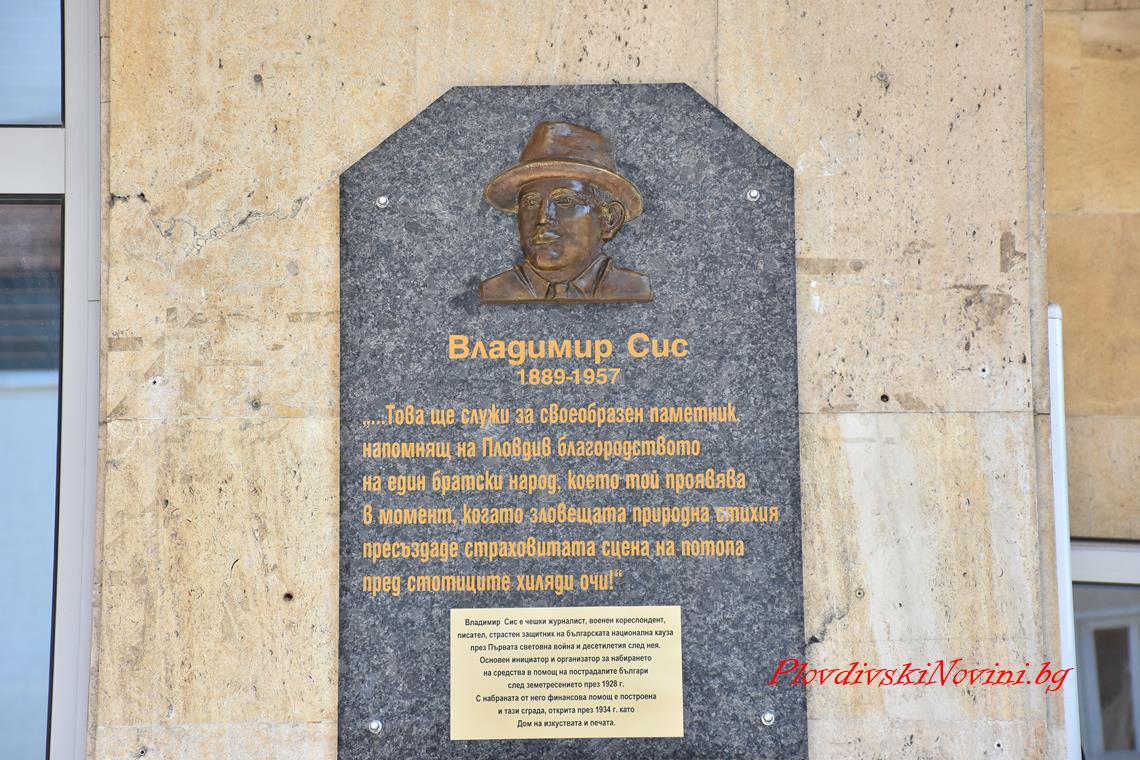 Владимир Сис
1889-1957
„...Това ще служи за своеобразен паметник,
напомнящ на Пловдив благородството
на един братски народ, което той проявява
в момент, когато зловещата природна стихия
пресъздаде страховитата сцена на потопа
пред стотиците хиляди очи!“
Владимир Сис е чешки журналист, военен кореспондент,
писател, страстен защитник на българската национална кауза
през Първата световна война и десетилетия след нея.
Основен инициатор и организатор за набирането
на средства в помощ на пострадалите българи
след земетресението през 1928 г.
С набраната от него финансова помощ е построена
и тази сграда, открита през 1934 г. като
Дом на изкуствата и печата.
PlovdivskiNovini.bg